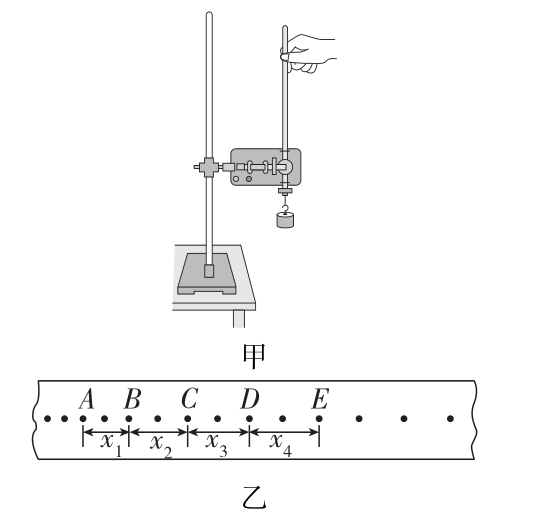 甲
A B C D E
x₁ x₂ x₃ x₄
乙